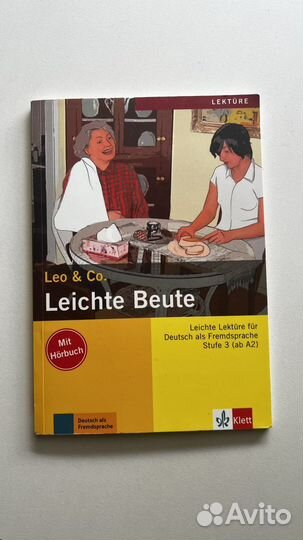 LEKTÜRE
Leo & Co.
Leichte Beute
Leichte Lektüre für
Deutsch als Fremdsprache
Stufe 3 (ab A2)
Mit
Hörbuch
Deutsch als
Fremdsprache
Klett
Avito